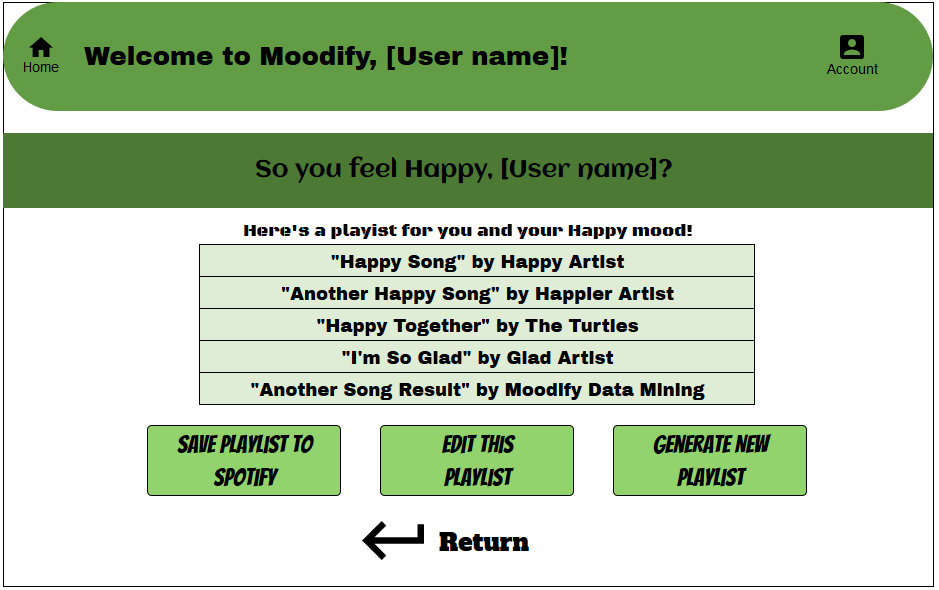 Home
Welcome to Moodify, [User name]!
Account
So you feel Happy, [User name]?
Here's a playist for you and your Happy mood!
"Happy Song" by Happy Artist
"Another Happy Song" by Happier Artist
"Happy Together" by The Turtles
"I'm So Glad" by Glad Artist
"Another Song Result" by Moodify Data Mining
SAVE PLAYLIST TO
SPOTIFY
EDIT THIS
PLAYLIST
GENERATE NEW
PLAYLIST
Return